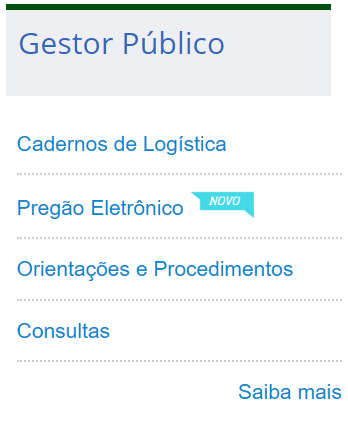 Gestor Público
Cadernos de Logística
Pregão Eletrônico NOVO
Orientações e Procedimentos
Consultas
Saiba mais